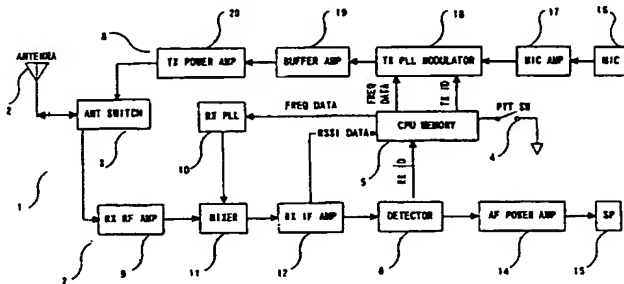 20 19 18 17 16
ANTENNA 8 TX POWER AMP BUFFER AMP TX PLL MODULATOR MIC AMP MIC
2 FREQ DATA TX ID
FREQ DATA PTT SW
ANT SWITCH RX PLL CPU MEMORY
RSSI DATA
3 10 5 4
1 RX ID
RX RF AMP MIXER RX IF AMP DETECTOR AF POWER AMP SP
2 9 11 12 6 14 15